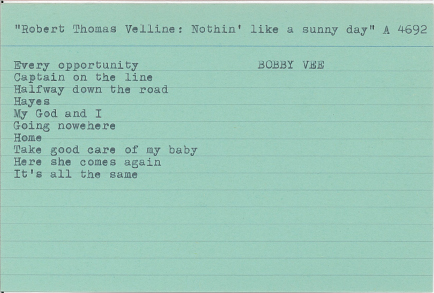 "Robert Thomas Velline: Nothin' like a sunny day" A 4692
Every opportunity BOBBY VEE
Captain on the line
Halfway down the road
Hayes
My God and I
Going nowehere
Home
Take good care of my baby
Here she comes again
It's all the same